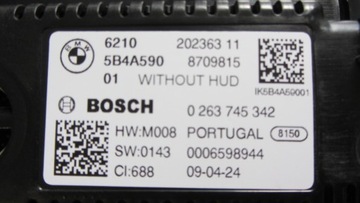 BMW
6210 202363 11
5B4A590 8709815
01 WITHOUT HUD
IK5B4A59001
BOSCH 0 263 745 342
HW:M008 PORTUGAL 8150
SW:0143 0006598944
CI:688 09-04-24